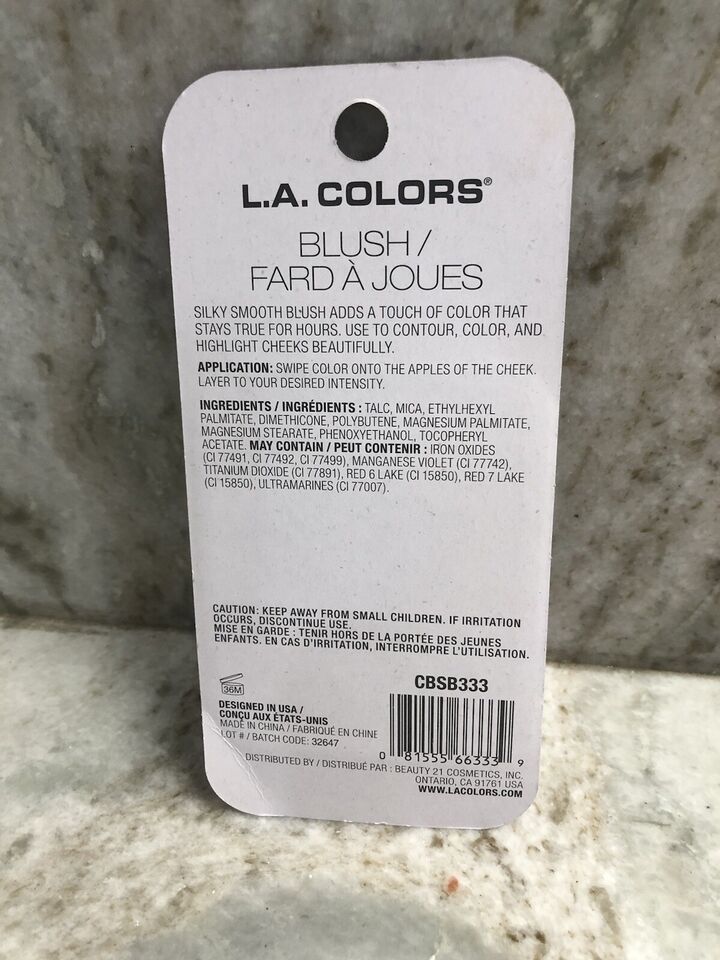 L.A. COLORS®
BLUSH /
FARD À JOUES
SILKY SMOOTH BLUSH ADDS A TOUCH OF COLOR THAT
STAYS TRUE FOR HOURS. USE TO CONTOUR, COLOR, AND
HIGHLIGHT CHEEKS BEAUTIFULLY.
APPLICATION: SWIPE COLOR ONTO THE APPLES OF THE CHEEK.
LAYER TO YOUR DESIRED INTENSITY.
INGREDIENTS / INGRÉDIENTS : TALC, MICA, ETHYLHEXYL
PALMITATE, DIMETHICONE, POLYBUTENE, MAGNESIUM PALMITATE,
MAGNESIUM STEARATE, PHENOXYETHANOL, TOCOPHERYL
ACETATE. MAY CONTAIN / PEUT CONTENIR : IRON OXIDES
(CI 77491, CI 77492, CI 77499), MANGANESE VIOLET (CI 77742),
TITANIUM DIOXIDE (CI 77891), RED 6 LAKE (CI 15850), RED 7 LAKE
(CI 15850), ULTRAMARINES (CI 77007).
CAUTION: KEEP AWAY FROM SMALL CHILDREN. IF IRRITATION
OCCURS, DISCONTINUE USE.
MISE EN GARDE : TENIR HORS DE LA PORTÉE DES JEUNES
ENFANTS. EN CAS D'IRRITATION, INTERROMPRE L'UTILISATION.
36M
CBSB333
DESIGNED IN USA /
CONÇU AUX ÉTATS-UNIS
MADE IN CHINA / FABRIQUÉ EN CHINE
LOT # / BATCH CODE: 32647
0 81555 66333 9
DISTRIBUTED BY / DISTRIBUÉ PAR : BEAUTY 21 COSMETICS, INC.
ONTARIO, CA 91761 USA
WWW.LACOLORS.COM